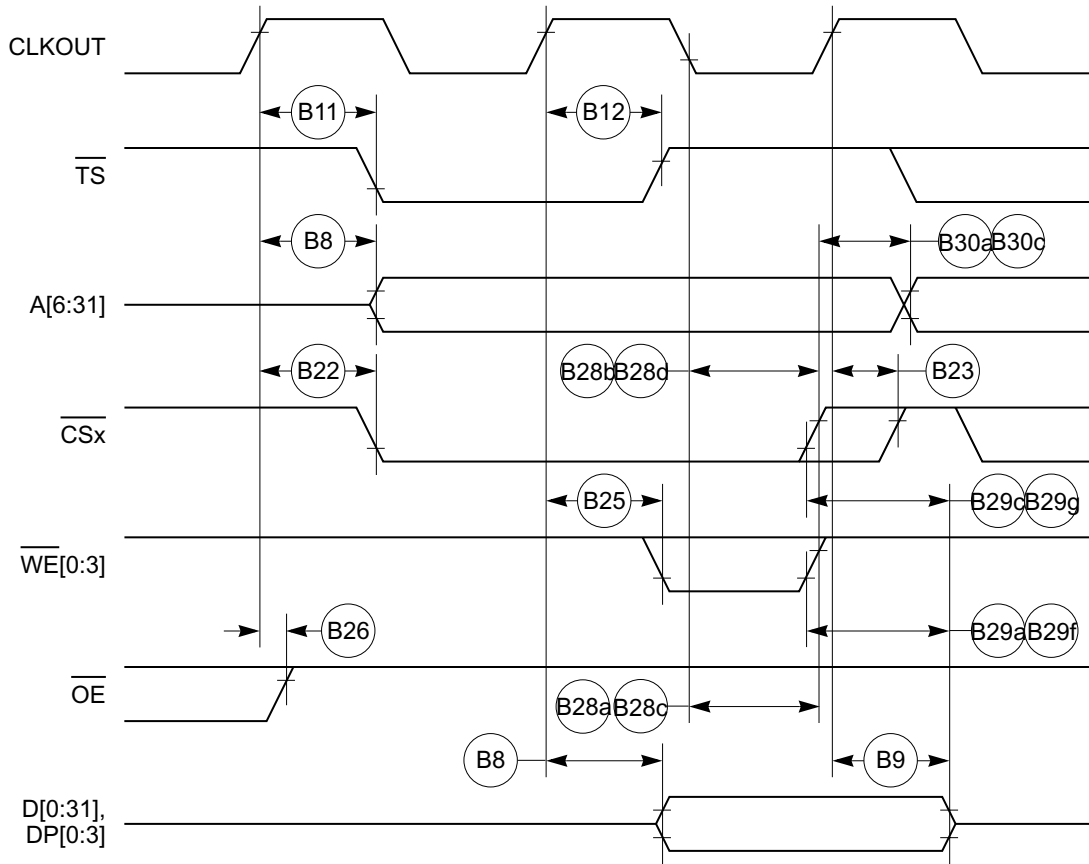 CLKOUT
B11
B12
TS
B8
B30a B30c
A[6:31]
B22
B28b B28d
B23
CSx
B25
B29c B29g
WE[0:3]
B26
B29a B29f
OE
B28a B28c
B8
B9
D[0:31],
DP[0:3]